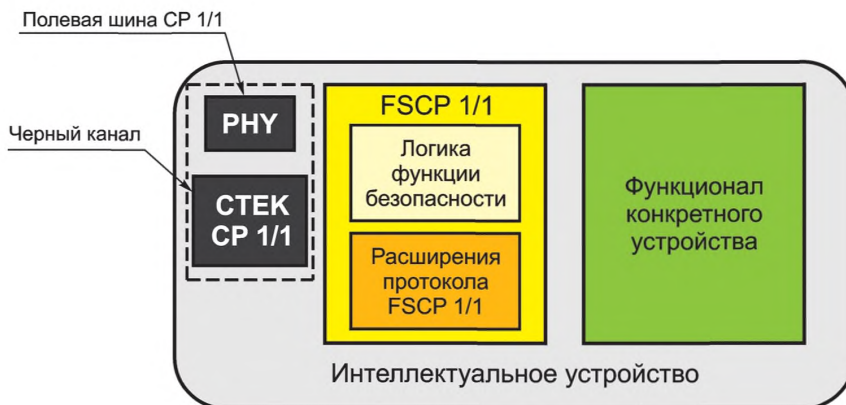 Полевая шина CP 1/1
Черный канал
PHY
СТЕК
CP 1/1
FSCP 1/1
Логика
функции
безопасности
Расширения
протокола
FSCP 1/1
Функционал
конкретного
устройства
Интеллектуальное устройство